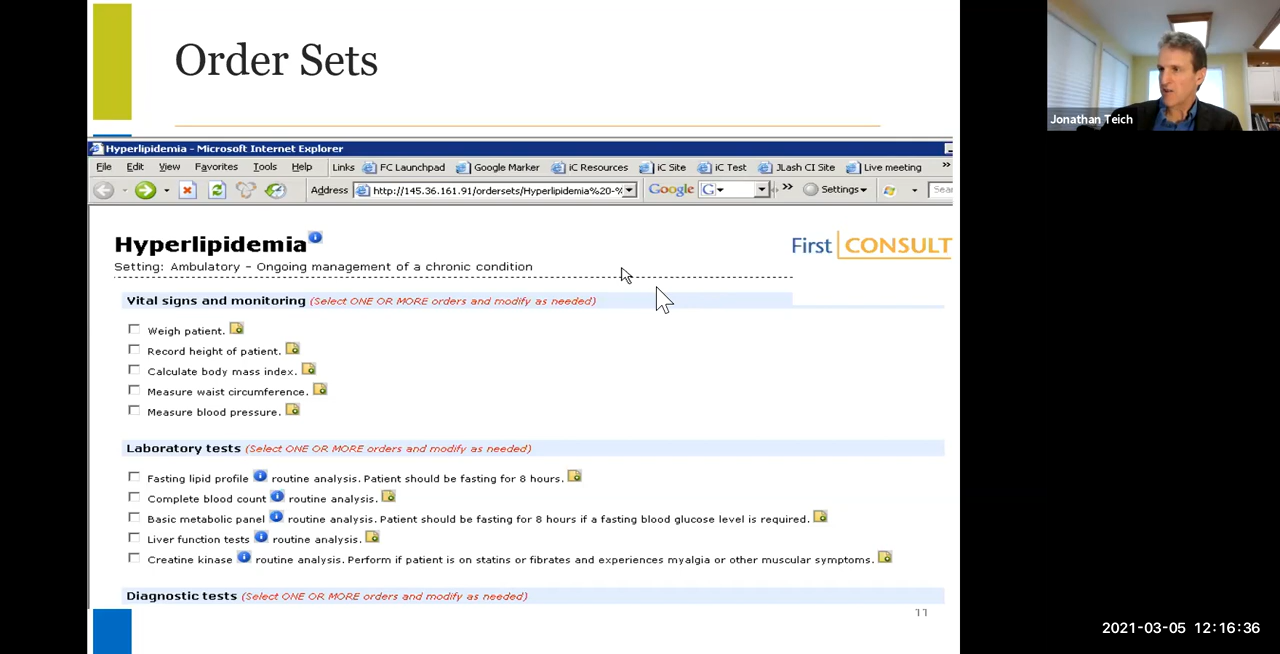 Order Sets
Jonathan Teich
Hyperlipidemia - Microsoft Internet Explorer
File Edit View Favorites Tools Help Links FC Launchpad Google Marker iC Resources iC Site iC Test JLash CI Site Live meeting »
Address http://145.36.161.91/ordersets/Hyperlipidemia%20-% Google G » Settings Sear
Hyperlipidemia
First CONSULT
Setting: Ambulatory - Ongoing management of a chronic condition
Vital signs and monitoring (Select ONE OR MORE orders and modify as needed)
Weigh patient.
Record height of patient.
Calculate body mass index.
Measure waist circumference.
Measure blood pressure.
Laboratory tests (Select ONE OR MORE orders and modify as needed)
Fasting lipid profile i routine analysis. Patient should be fasting for 8 hours.
Complete blood count i routine analysis.
Basic metabolic panel i routine analysis. Patient should be fasting for 8 hours if a fasting blood glucose level is required.
Liver function tests i routine analysis.
Creatine kinase i routine analysis. Perform if patient is on statins or fibrates and experiences myalgia or other muscular symptoms.
Diagnostic tests (Select ONE OR MORE orders and modify as needed)
11
2021-03-05 12:16:36